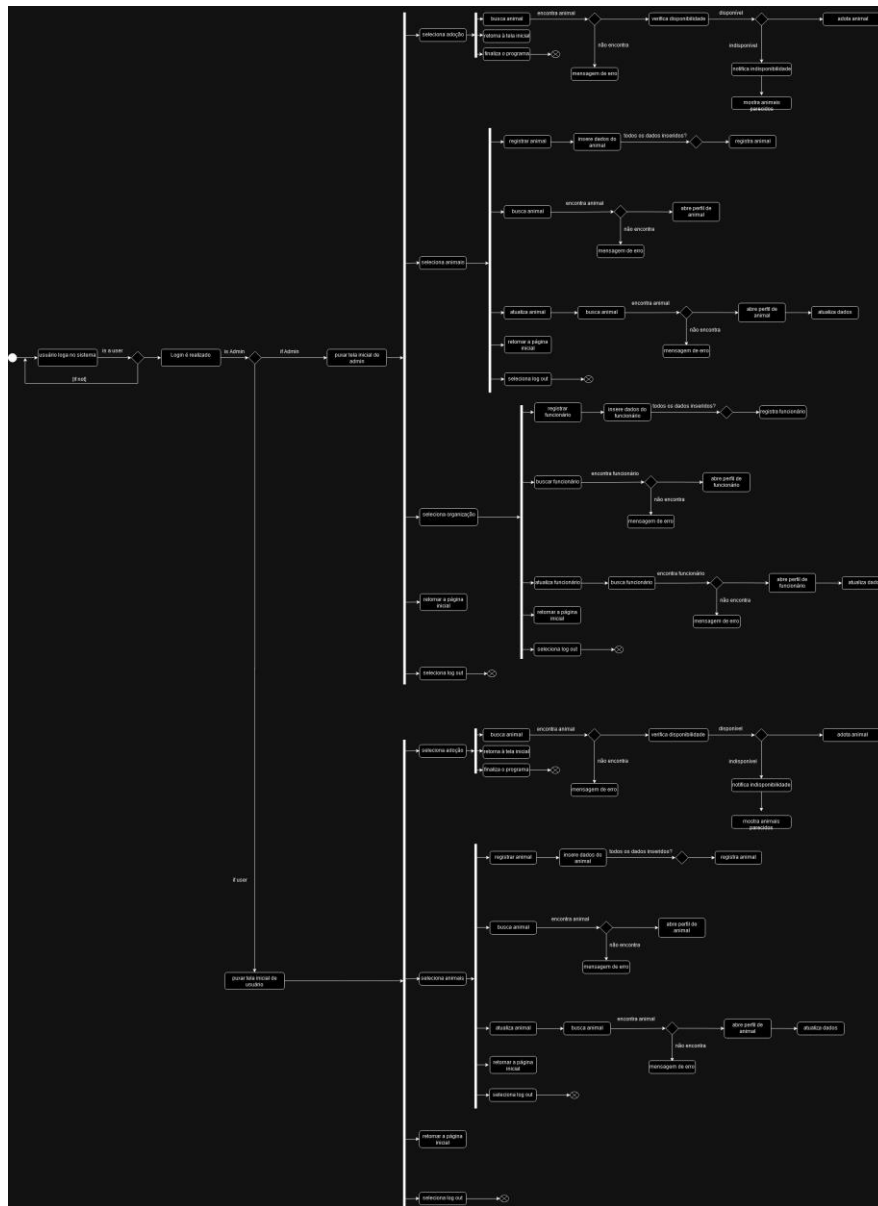 busca animal
encontra animal
verifica disponibilidade
disponível
adota animal
seleciona adoção
retorna à tela inicial
não encontra
indisponível
finaliza o programa
mensagem de erro
notifica indisponibilidade
mostra animais
parecidos
registrar animal
insere dados do
animal
todos os dados inseridos?
registra animal
busca animal
encontra animal
abre perfil de
animal
não encontra
mensagem de erro
seleciona animais
atualiza animal
busca animal
encontra animal
abre perfil de
animal
atualiza dados
não encontra
mensagem de erro
retornar a página
inicial
seleciona log out
usuário loga no sistema
is a user
[if not]
Login é realizado
is Admin
if Admin
puxar tela inicial de
admin
registrar
funcionário
insere dados do
funcionário
todos os dados inseridos?
registra funcionário
buscar funcionário
encontra funcionário
abre perfil de
funcionário
não encontra
mensagem de erro
seleciona organização
atualiza funcionário
busca funcionário
encontra funcionário
abre perfil de
funcionário
atualiza dados
não encontra
mensagem de erro
retornar a página
inicial
seleciona log out
retornar a página
inicial
seleciona log out
busca animal
encontra animal
verifica disponibilidade
disponível
adota animal
seleciona adoção
retorna à tela inicial
não encontra
indisponível
finaliza o programa
mensagem de erro
notifica indisponibilidade
mostra animais
parecidos
registrar animal
insere dados do
animal
todos os dados inseridos?
registra animal
if user
busca animal
encontra animal
abre perfil de
animal
não encontra
mensagem de erro
puxar tela inicial de
usuário
seleciona animais
atualiza animal
busca animal
encontra animal
abre perfil de
animal
atualiza dados
não encontra
mensagem de erro
retornar a página
inicial
seleciona log out
retornar a página
inicial
seleciona log out